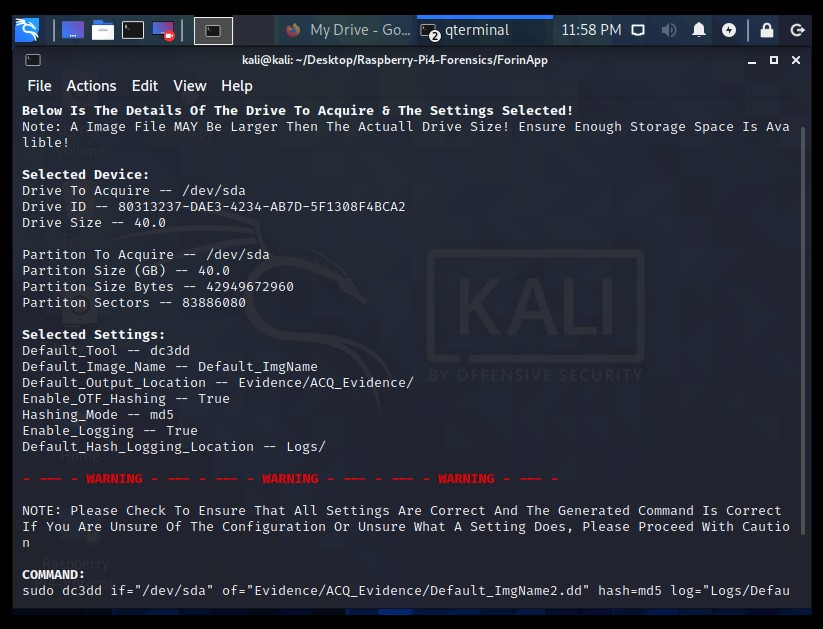 My Drive - Go...
2 qterminal
11:58 PM
kali@kali: ~/Desktop/Raspberry-Pi4-Forensics/ForinApp
File Actions Edit View Help
Below Is The Details Of The Drive To Acquire & The Settings Selected!
Note: A Image File MAY Be Larger Then The Actuall Drive Size! Ensure Enough Storage Space Is Ava
lible!
Selected Device:
Drive To Acquire -- /dev/sda
Drive ID -- 80313237-DAE3-4234-AB7D-5F1308F4BCA2
Drive Size -- 40.0
Partiton To Acquire -- /dev/sda
Partiton Size (GB) -- 40.0
Partiton Size Bytes -- 42949672960
Partiton Sectors -- 83886080
KALI
BY OFFENSIVE SECURITY
Selected Settings:
Default_Tool -- dc3dd
Default_Image_Name -- Default_ImgName
Default_Output_Location -- Evidence/ACQ_Evidence/
Enable_OTF_Hashing -- True
Hashing_Mode -- md5
Enable_Logging -- True
Default_Hash_Logging_Location -- Logs/
- --- - WARNING - --- - --- - WARNING - --- - --- - WARNING - --- -
NOTE: Please Check To Ensure That All Settings Are Correct And The Generated Command Is Correct
If You Are Unsure Of The Configuration Or Unsure What A Setting Does, Please Proceed With Cautio
n
COMMAND:
sudo dc3dd if="/dev/sda" of="Evidence/ACQ_Evidence/Default_ImgName2.dd" hash=md5 log="Logs/Defau